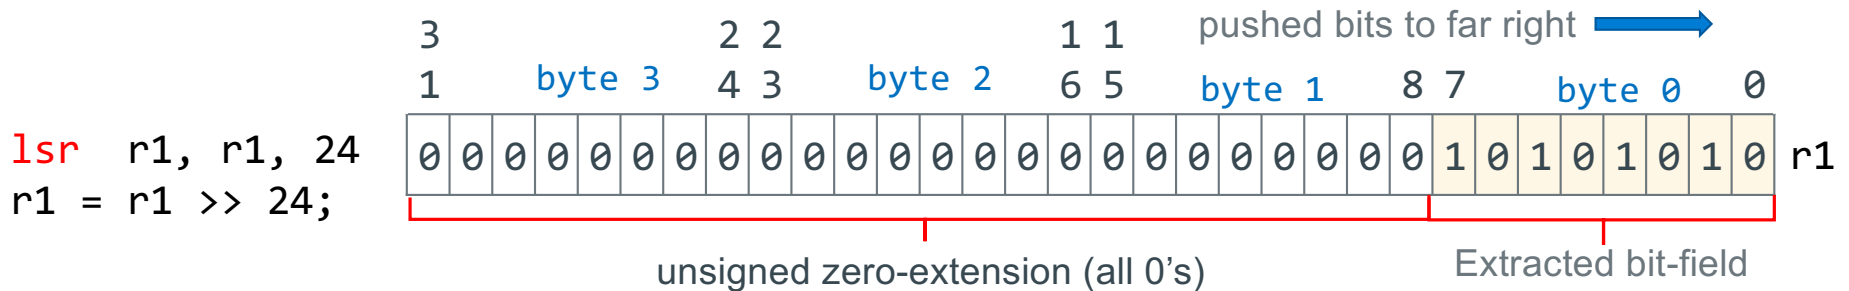 3 2 2 1 1 pushed bits to far right
1 byte 3 4 3 byte 2 6 5 byte 1 8 7 byte 0 0
lsr r1, r1, 24 0 0 0 0 0 0 0 0 0 0 0 0 0 0 0 0 0 0 0 0 0 0 0 0 1 0 1 0 1 0 1 0 r1
r1 = r1 >> 24;
unsigned zero-extension (all 0's) Extracted bit-field